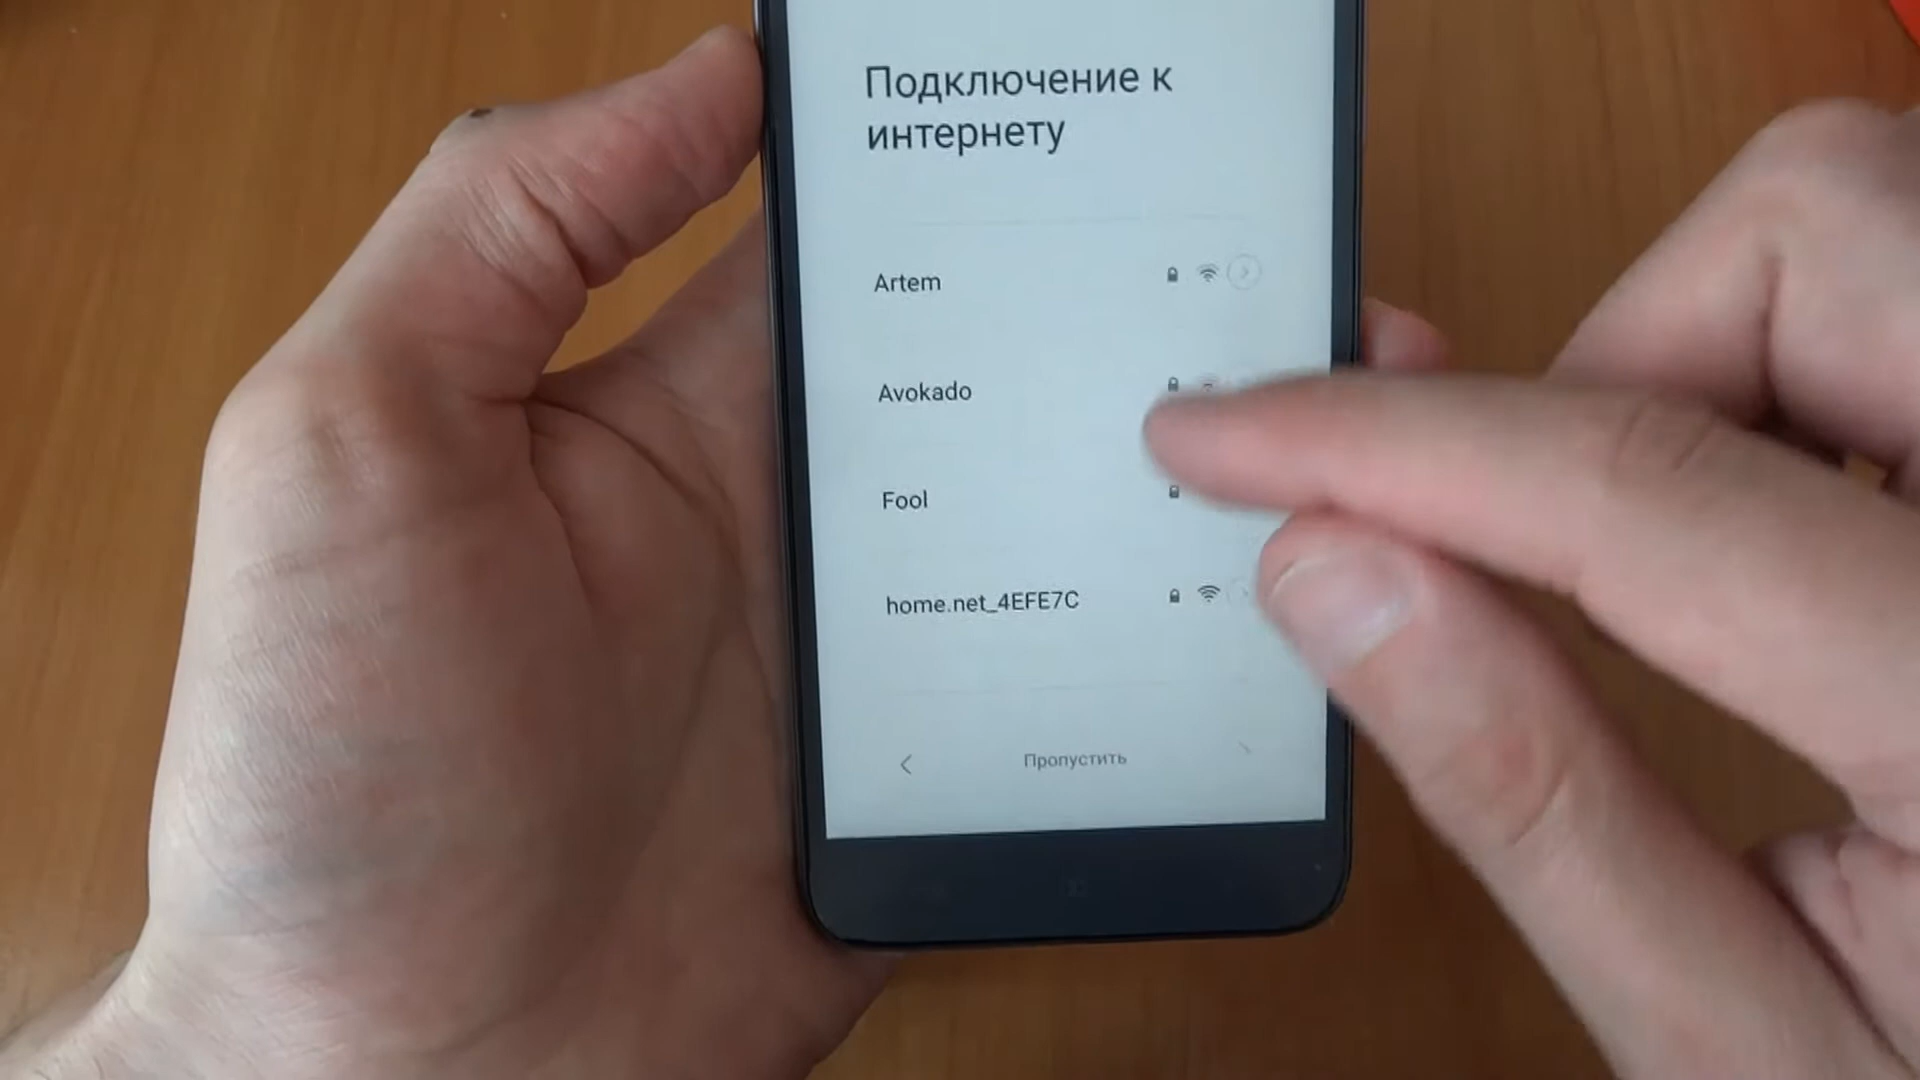 Подключение к
интернету
Artem
Avokado
Fool
home.net_4EFE7C
Пропустить